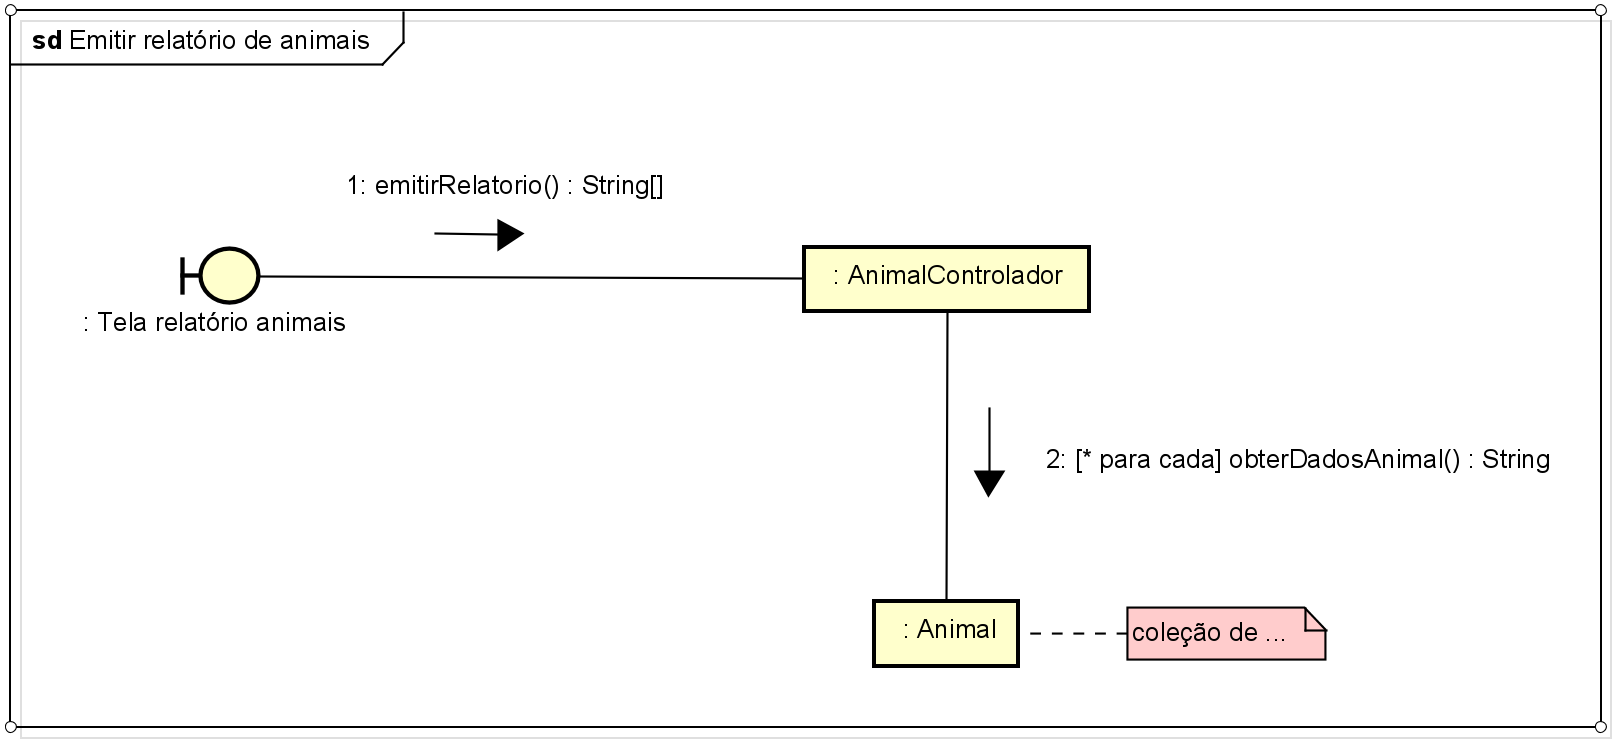 sd Emitir relatório de animais
1: emitirRelatorio() : String[]
: AnimalControlador
: Tela relatório animais
2: [* para cada] obterDadosAnimal() : String
: Animal
coleção de ...